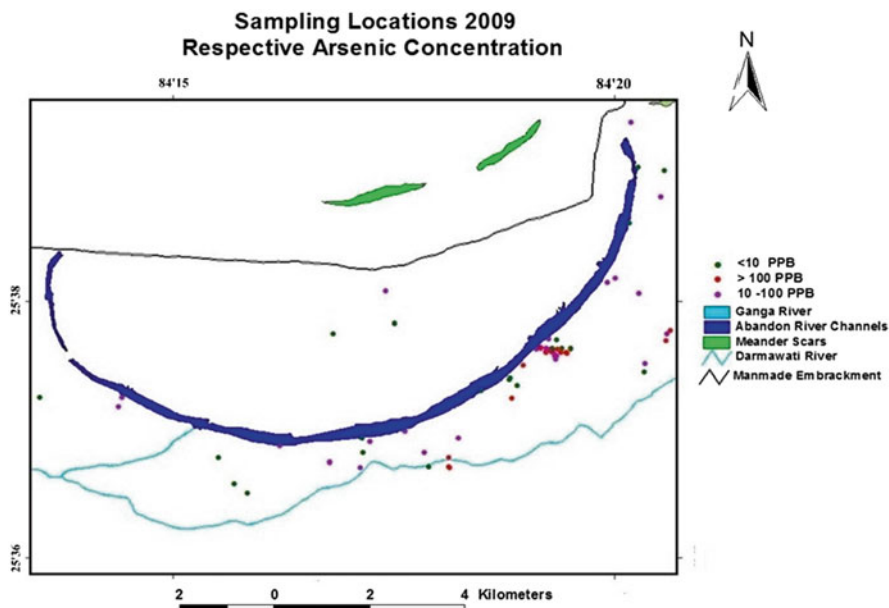 Sampling Locations 2009
Respective Arsenic Concentration
84'15
84'20
N
25'38
25'36
<10 PPB
> 100 PPB
10 -100 PPB
Ganga River
Abandon River Channels
Meander Scars
Darmawati River
Manmade Embrackment
2 0 2 4 Kilometers